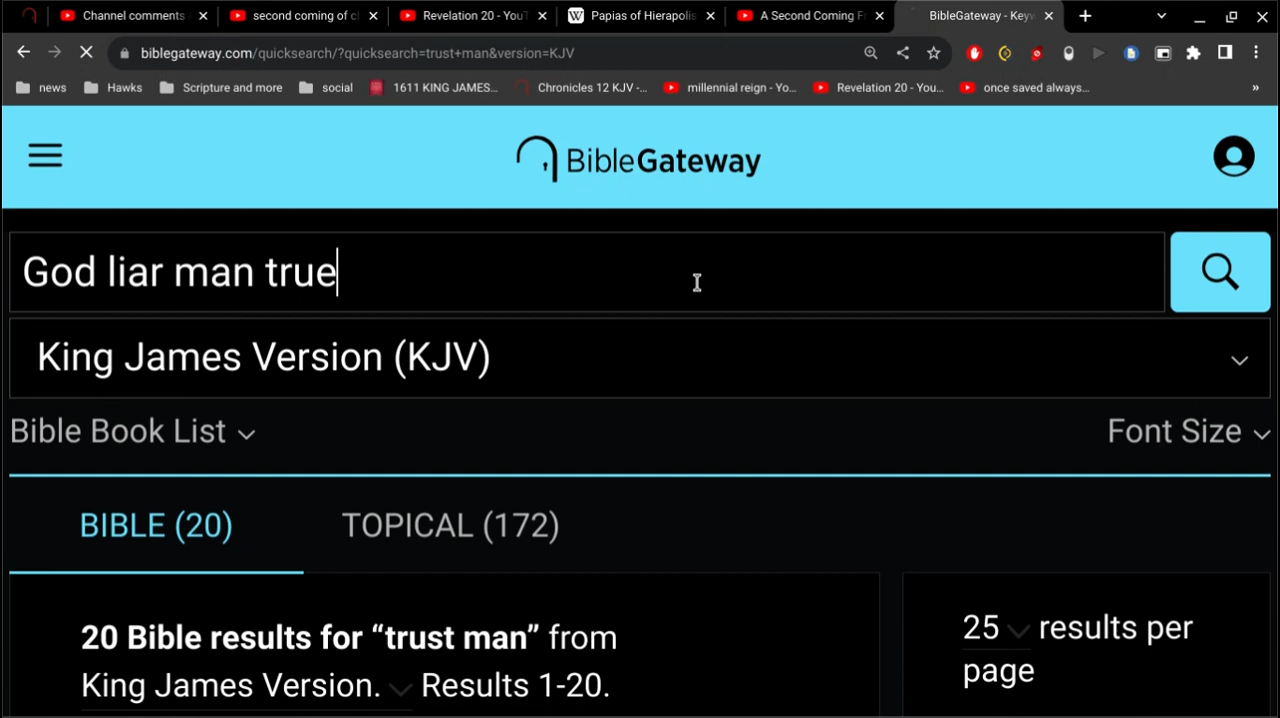 Channel comments
second coming of cl
Revelation 20 - YouT
Papias of Hierapolis
A Second Coming Fr
BibleGateway - Keyw
biblegateway.com/quicksearch/?quicksearch=trust+man&version=KJV
news
Hawks
Scripture and more
social
1611 KING JAMES...
Chronicles 12 KJV -...
millennial reign - Yo...
Revelation 20 - You...
once saved always...
»
BibleGateway
God liar man true
King James Version (KJV)
Bible Book List
Font Size
BIBLE (20)
TOPICAL (172)
20 Bible results for “trust man” from
King James Version. Results 1-20.
25 results per
page